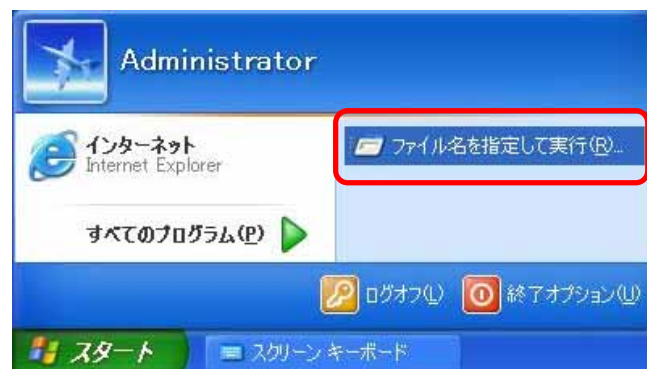 Administrator
インターネット
Internet Explorer
ファイル名を指定して実行(R)...
すべてのプログラム(P)
ログオフ(L)
終了オプション(U)
スタート
スクリーン キーボード